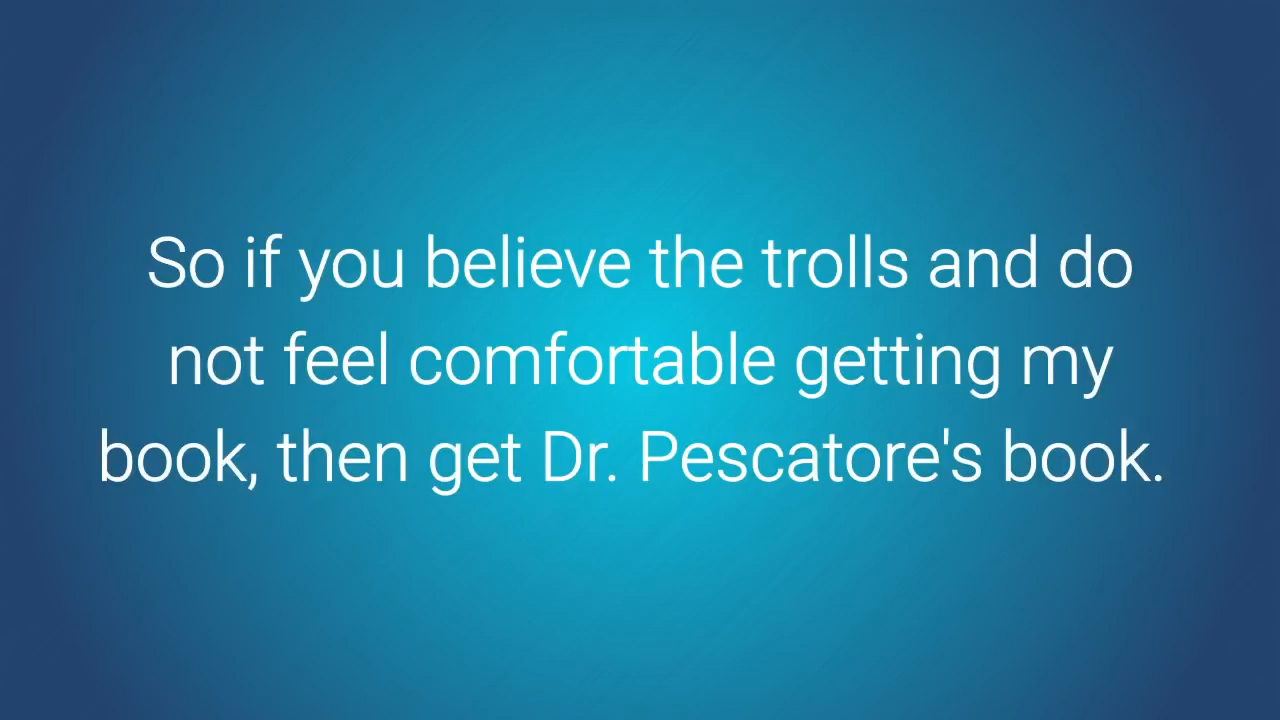 So if you believe the trolls and do
not feel comfortable getting my
book, then get Dr. Pescatore's book.